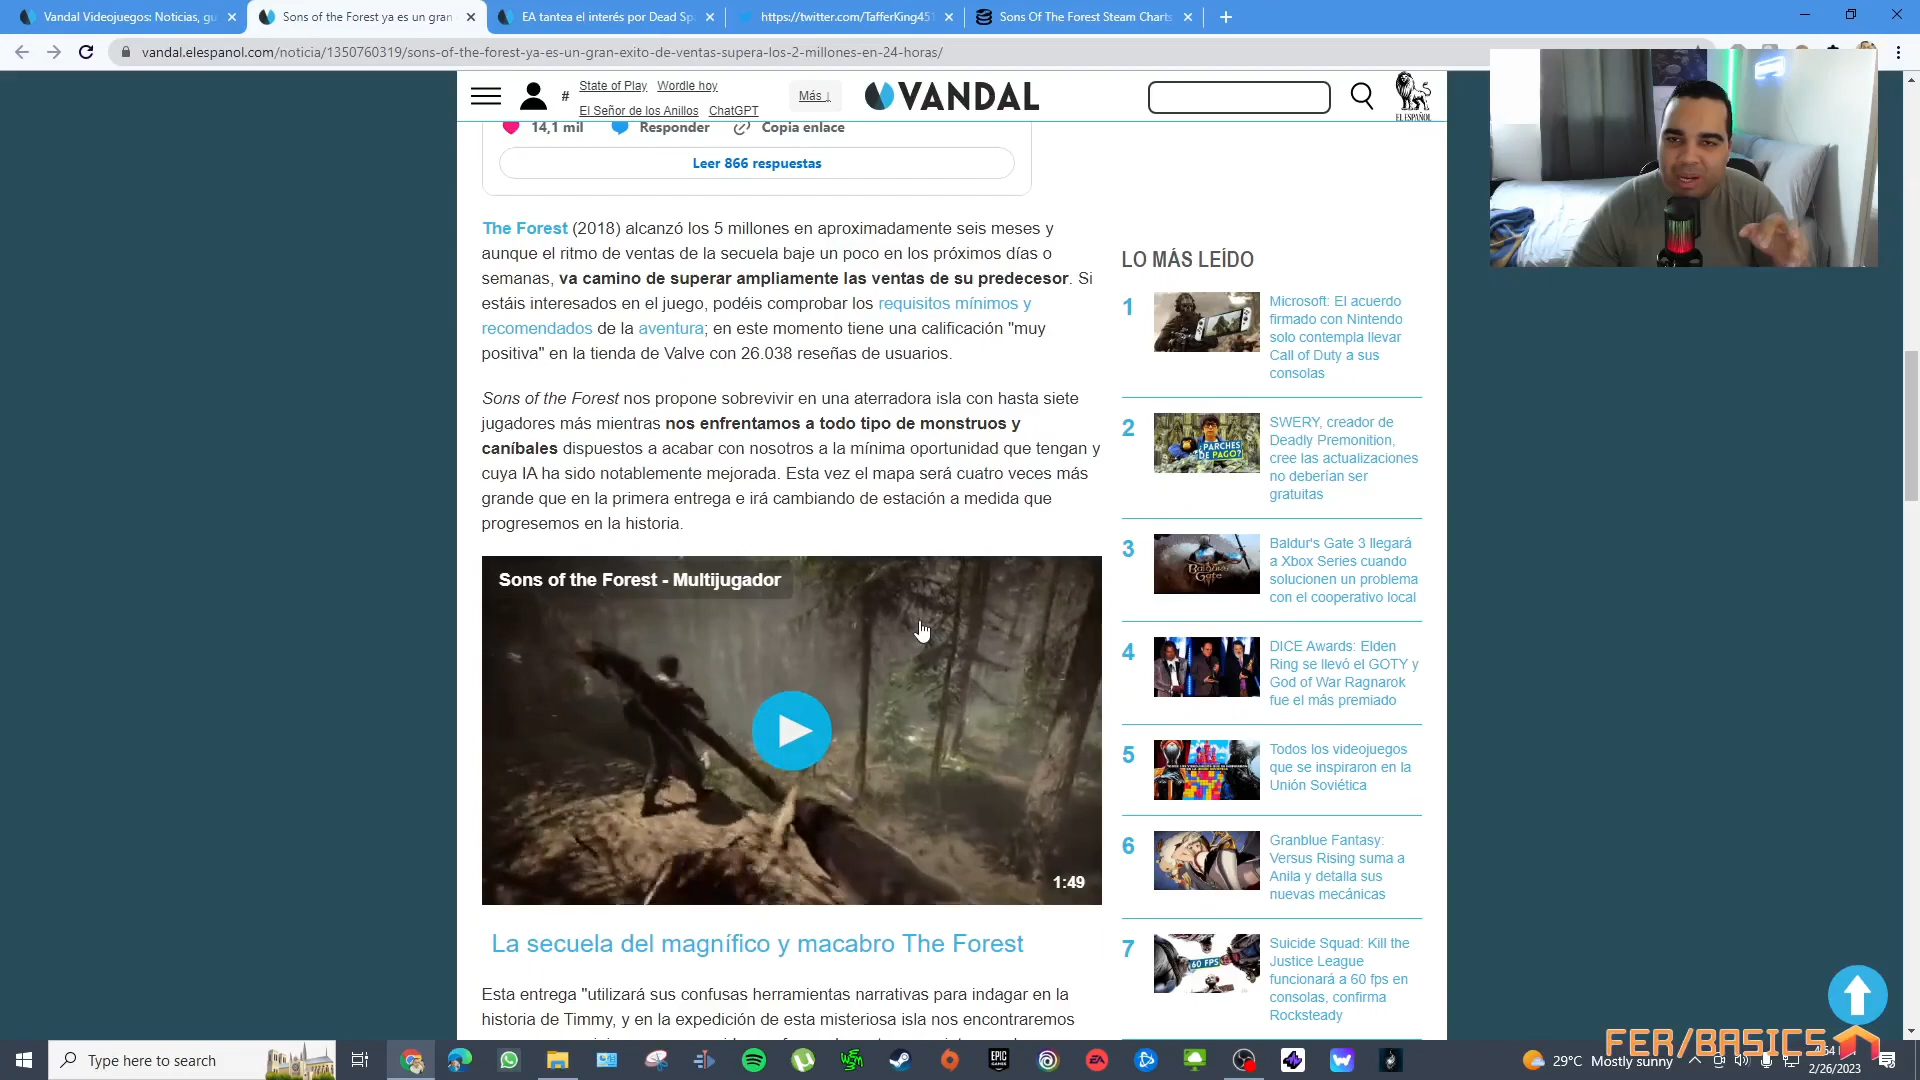 Vandal Videojuegos: Noticias, gu
Sons of the Forest ya es un gran
EA tantea el interés por Dead Sp
https://twitter.com/TafferKing451
Sons Of The Forest Steam Charts
vandal.elespanol.com/noticia/1350760319/sons-of-the-forest-ya-es-un-gran-exito-de-ventas-supera-los-2-millones-en-24-horas/
# State of Play Wordle hoy
El Señor de los Anillos ChatGPT
Más ↓
VANDAL
EL ESPAÑOL
14,1 mil Responder Copia enlace
Leer 866 respuestas
The Forest (2018) alcanzó los 5 millones en aproximadamente seis meses y
aunque el ritmo de ventas de la secuela baje un poco en los próximos días o
semanas, va camino de superar ampliamente las ventas de su predecesor. Si
estáis interesados en el juego, podéis comprobar los requisitos mínimos y
recomendados de la aventura; en este momento tiene una calificación "muy
positiva" en la tienda de Valve con 26.038 reseñas de usuarios.
Sons of the Forest nos propone sobrevivir en una aterradora isla con hasta siete
jugadores más mientras nos enfrentamos a todo tipo de monstruos y
caníbales dispuestos a acabar con nosotros a la mínima oportunidad que tengan y
cuya IA ha sido notablemente mejorada. Esta vez el mapa será cuatro veces más
grande que en la primera entrega e irá cambiando de estación a medida que
progresemos en la historia.
Sons of the Forest - Multijugador
1:49
La secuela del magnífico y macabro The Forest
Esta entrega "utilizará sus confusas herramientas narrativas para indagar en la
historia de Timmy, y en la expedición de esta misteriosa isla nos encontraremos
LO MÁS LEÍDO
1
Microsoft: El acuerdo
firmado con Nintendo
solo contempla llevar
Call of Duty a sus
consolas
2
¿PARCHES
DE PAGO?
SWERY, creador de
Deadly Premonition,
cree las actualizaciones
no deberían ser
gratuitas
3
Baldur's Gate 3 llegará
a Xbox Series cuando
solucionen un problema
con el cooperativo local
4
DICE Awards: Elden
Ring se llevó el GOTY y
God of War Ragnarok
fue el más premiado
5
Todos los videojuegos
que se inspiraron en la
Unión Soviética
6
Granblue Fantasy:
Versus Rising suma a
Anila y detalla sus
nuevas mecánicas
7
60 FPS
Suicide Squad: Kill the
Justice League
funcionará a 60 fps en
consolas, confirma
Rocksteady
FER/BASICS
Type here to search
EPIC
EA
29°C Mostly sunny
2/26/2023